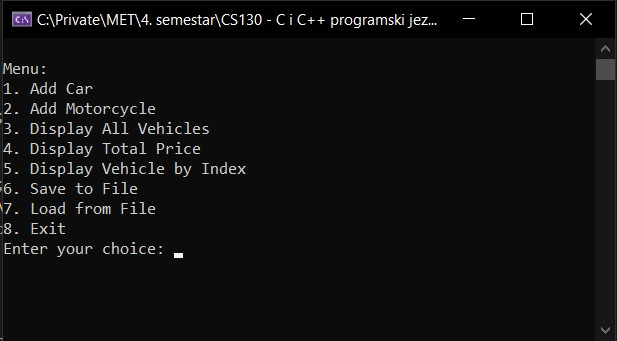 C:\Private\MET\4. semestar\CS130 - C i C++ programski jez...
Menu:
1. Add Car
2. Add Motorcycle
3. Display All Vehicles
4. Display Total Price
5. Display Vehicle by Index
6. Save to File
7. Load from File
8. Exit
Enter your choice: